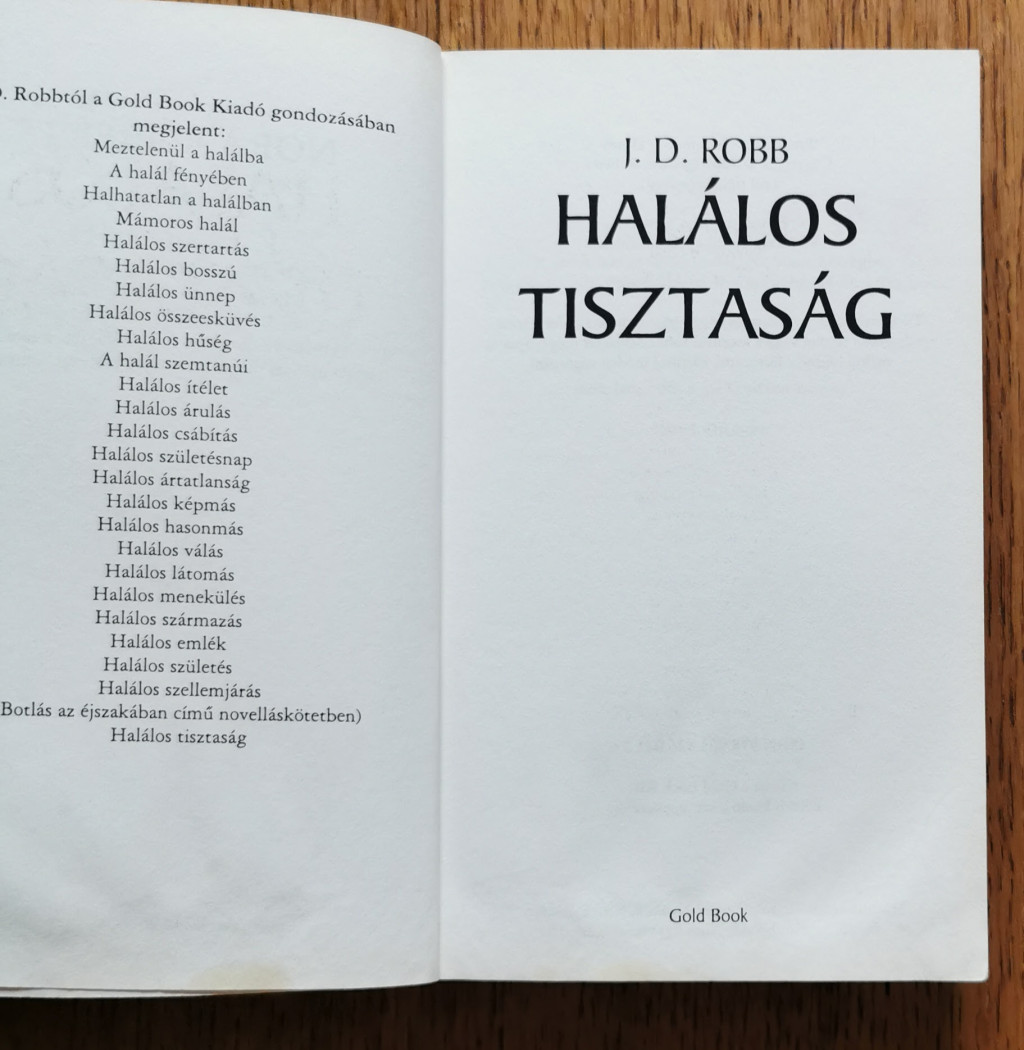 . Robbtól a Gold Book Kiadó gondozásában
megjelent:
Meztelenül a halálba
A halál fényében
Halhatatlan a halálban
Mámoros halál
Halálos szertartás
Halálos bosszú
Halálos ünnep
Halálos összeesküvés
Halálos hűség
A halál szemtanúi
Halálos ítélet
Halálos árulás
Halálos csábítás
Halálos születésnap
Halálos ártatlanság
Halálos képmás
Halálos hasonmás
Halálos válás
Halálos látomás
Halálos menekülés
Halálos származás
Halálos emlék
Halálos születés
Halálos szellemjárás
Botlás az éjszakában című novelláskötetben)
Halálos tisztaság
J. D. ROBB
HALÁLOS
TISZTASÁG
Gold Book